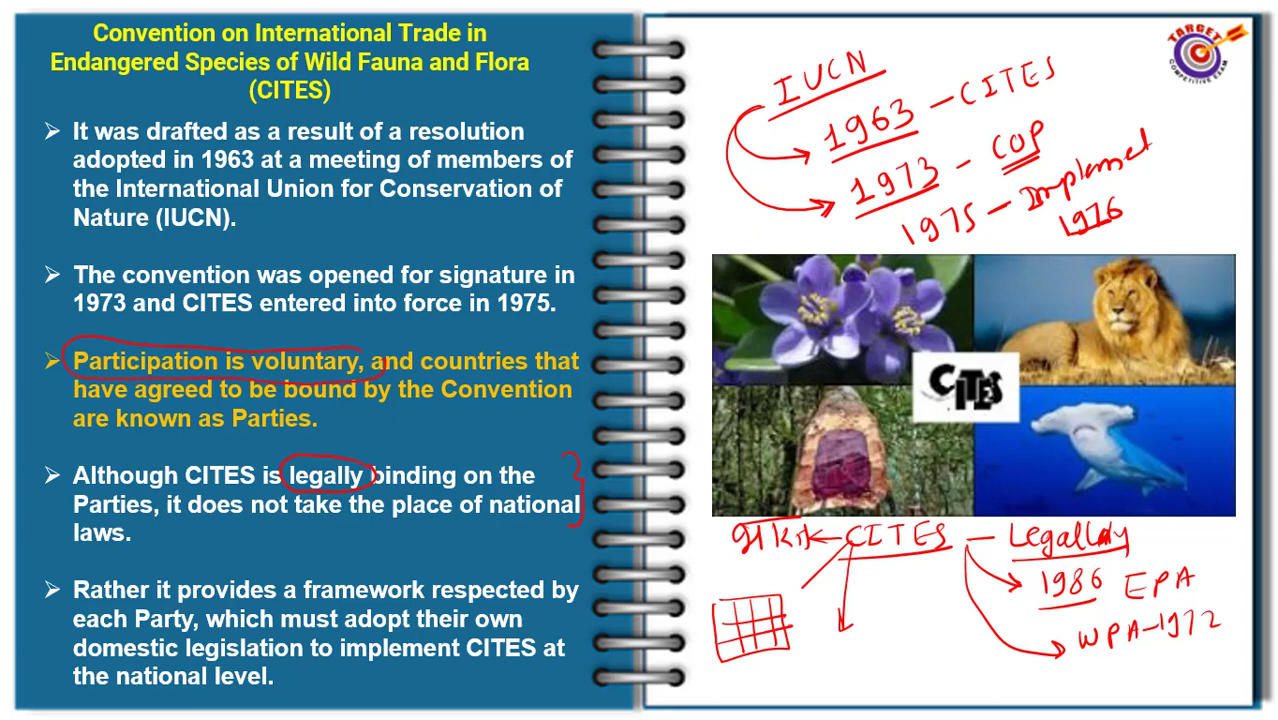 Convention on International Trade in
Endangered Species of Wild Fauna and Flora
(CITES)
It was drafted as a result of a resolution
adopted in 1963 at a meeting of members of
the International Union for Conservation of
Nature (IUCN).
The convention was opened for signature in
1973 and CITES entered into force in 1975.
Participation is voluntary, and countries that
have agreed to be bound by the Convention
are known as Parties.
Although CITES is legally binding on the
Parties, it does not take the place of national
laws.
Rather it provides a framework respected by
each Party, which must adopt their own
domestic legislation to implement CITES at
the national level.
TARGET
COMPETITIVE EXAM
IUCN
1963 - CITES
1973 - COP
1975 -
1976
CITES
CITES -
1986 EPA
WPA-1972